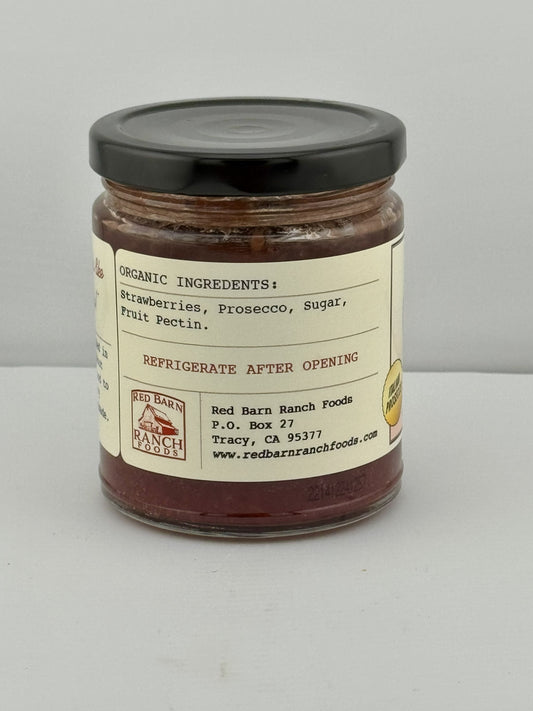 ORGANIC INGREDENTS:
Strawberries, Prosecco, Sugar,
Fruit Pectin.
REFRIGERATE AFTER OPENING
RED BARN
RANCH
FOODS
Red Barn Ranch Foods
P.O. Box 27
Tracy, CA 95377
www.redbarnranchfoods.com